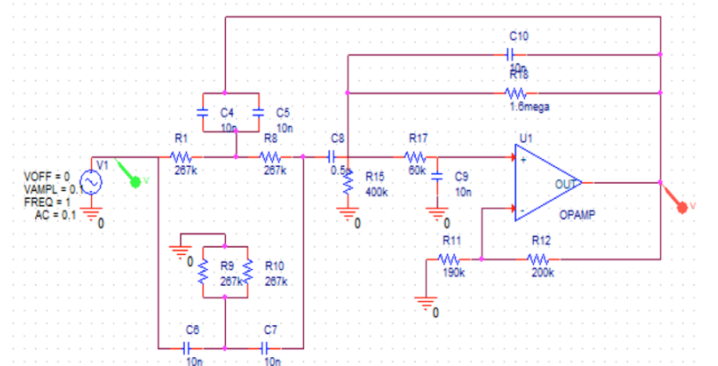 C10
10n
R18
1.6mega
C4
10n
C5
10n
R1
267k
R8
267k
C8
0.5
R17
60k
U1
+
-
OUT
OPAMP
V1
V
VOFF = 0
VAMPL = 0.1
FREQ = 1
AC = 0.1
0
R15
400k
0
C9
10n
0
V
0
R9
267k
R10
267k
R11
190k
R12
200k
0
C6
10n
C7
10n